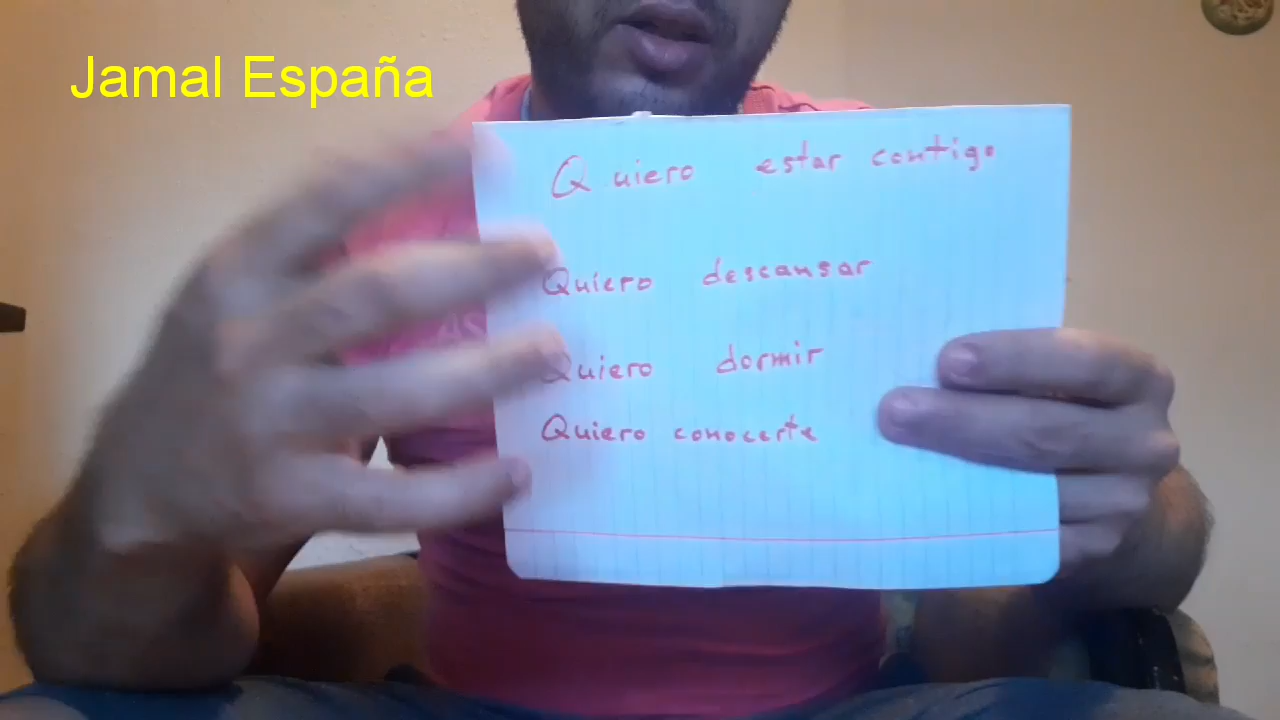 Jamal España
Quiero estar contigo
Quiero descansar
Quiero dormir
Quiero conocerte